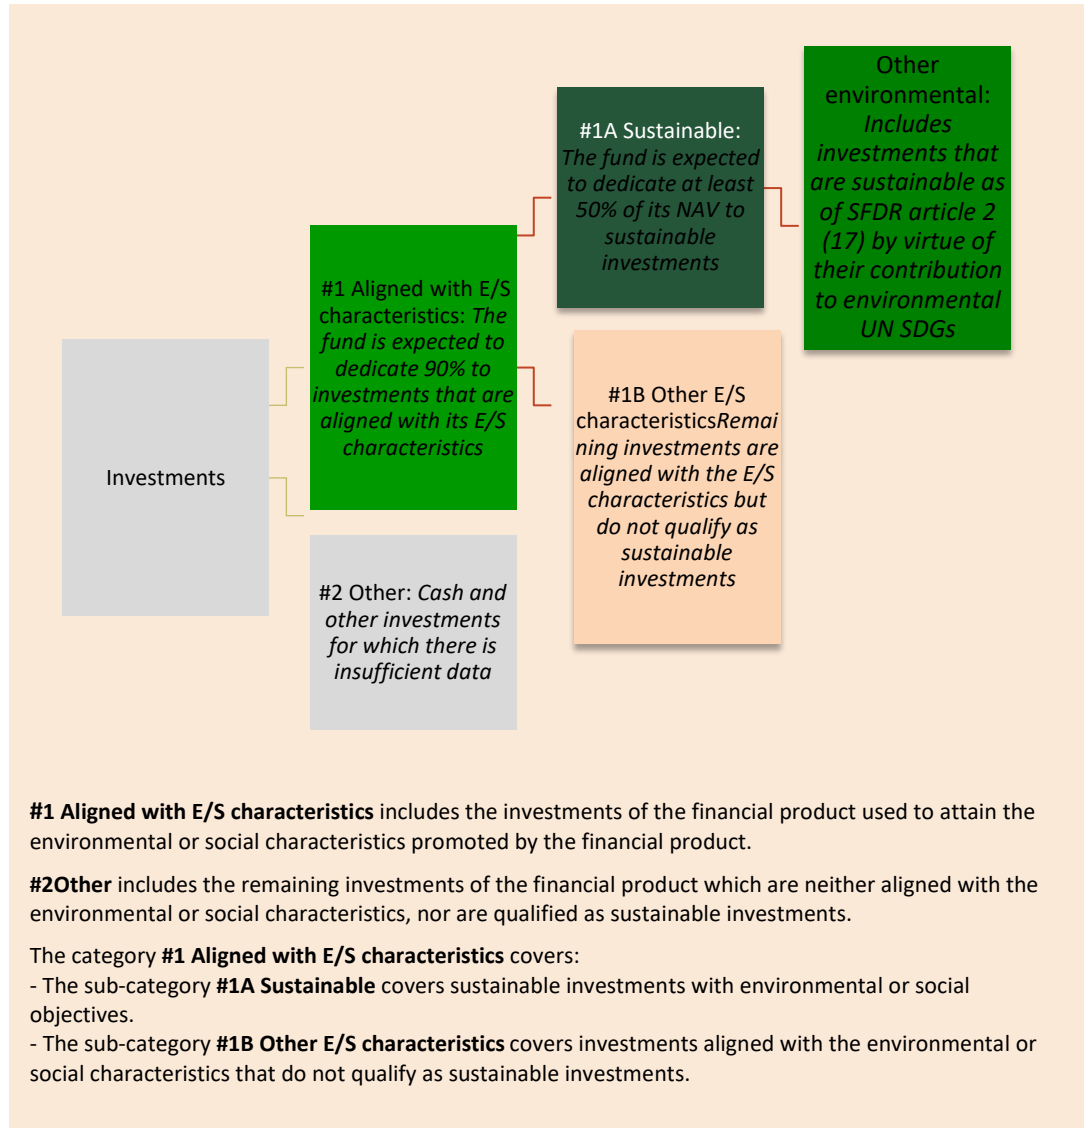 Investments
#1 Aligned with E/S
characteristics: The
fund is expected to
dedicate 90% to
investments that are
aligned with its E/S
characteristics
#2 Other: Cash and
other investments
for which there is
insufficient data
#1A Sustainable:
The fund is expected
to dedicate at least
50% of its NAV to
sustainable
investments
#1B Other E/S
characteristicsRemai
ning investments are
aligned with the E/S
characteristics but
do not qualify as
sustainable
investments
Other
environmental:
Includes
investments that
are sustainable as
of SFDR article 2
(17) by virtue of
their contribution
to environmental
UN SDGs
#1 Aligned with E/S characteristics includes the investments of the financial product used to attain the
environmental or social characteristics promoted by the financial product.
#2Other includes the remaining investments of the financial product which are neither aligned with the
environmental or social characteristics, nor are qualified as sustainable investments.
The category #1 Aligned with E/S characteristics covers:
- The sub-category #1A Sustainable covers sustainable investments with environmental or social
objectives.
- The sub-category #1B Other E/S characteristics covers investments aligned with the environmental or
social characteristics that do not qualify as sustainable investments.